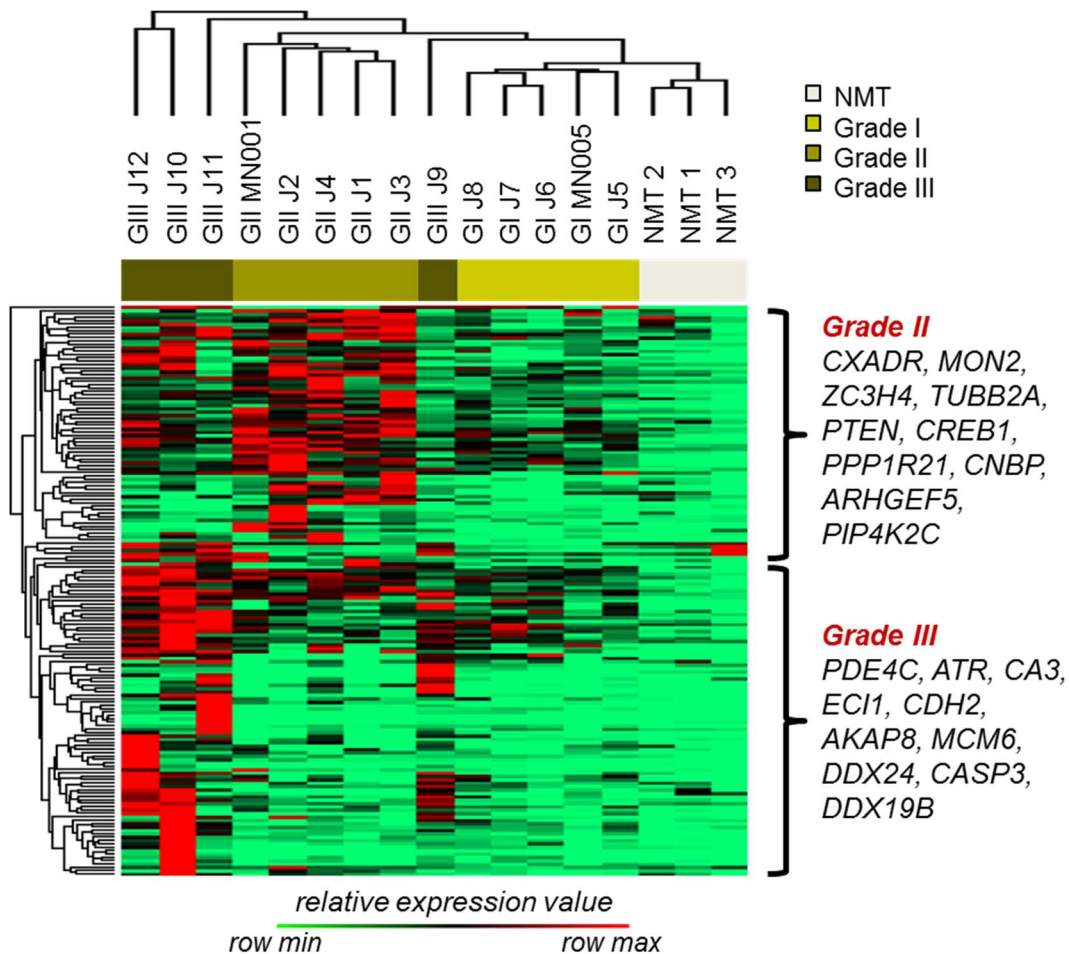 NMT
Grade I
Grade II
Grade III
GIII J12
GIII J10
GIII J11
GII MN001
GII J2
GII J4
GII J1
GII J3
GIII J9
GI J8
GI J7
GI J6
GI MN005
GI J5
NMT 2
NMT 1
NMT 3
Grade II
CXADR, MON2,
ZC3H4, TUBB2A,
PTEN, CREB1,
PPP1R21, CNBP,
ARHGEF5,
PIP4K2C
Grade III
PDE4C, ATR, CA3,
ECI1, CDH2,
AKAP8, MCM6,
DDX24, CASP3,
DDX19B
relative expression value
row min
row max